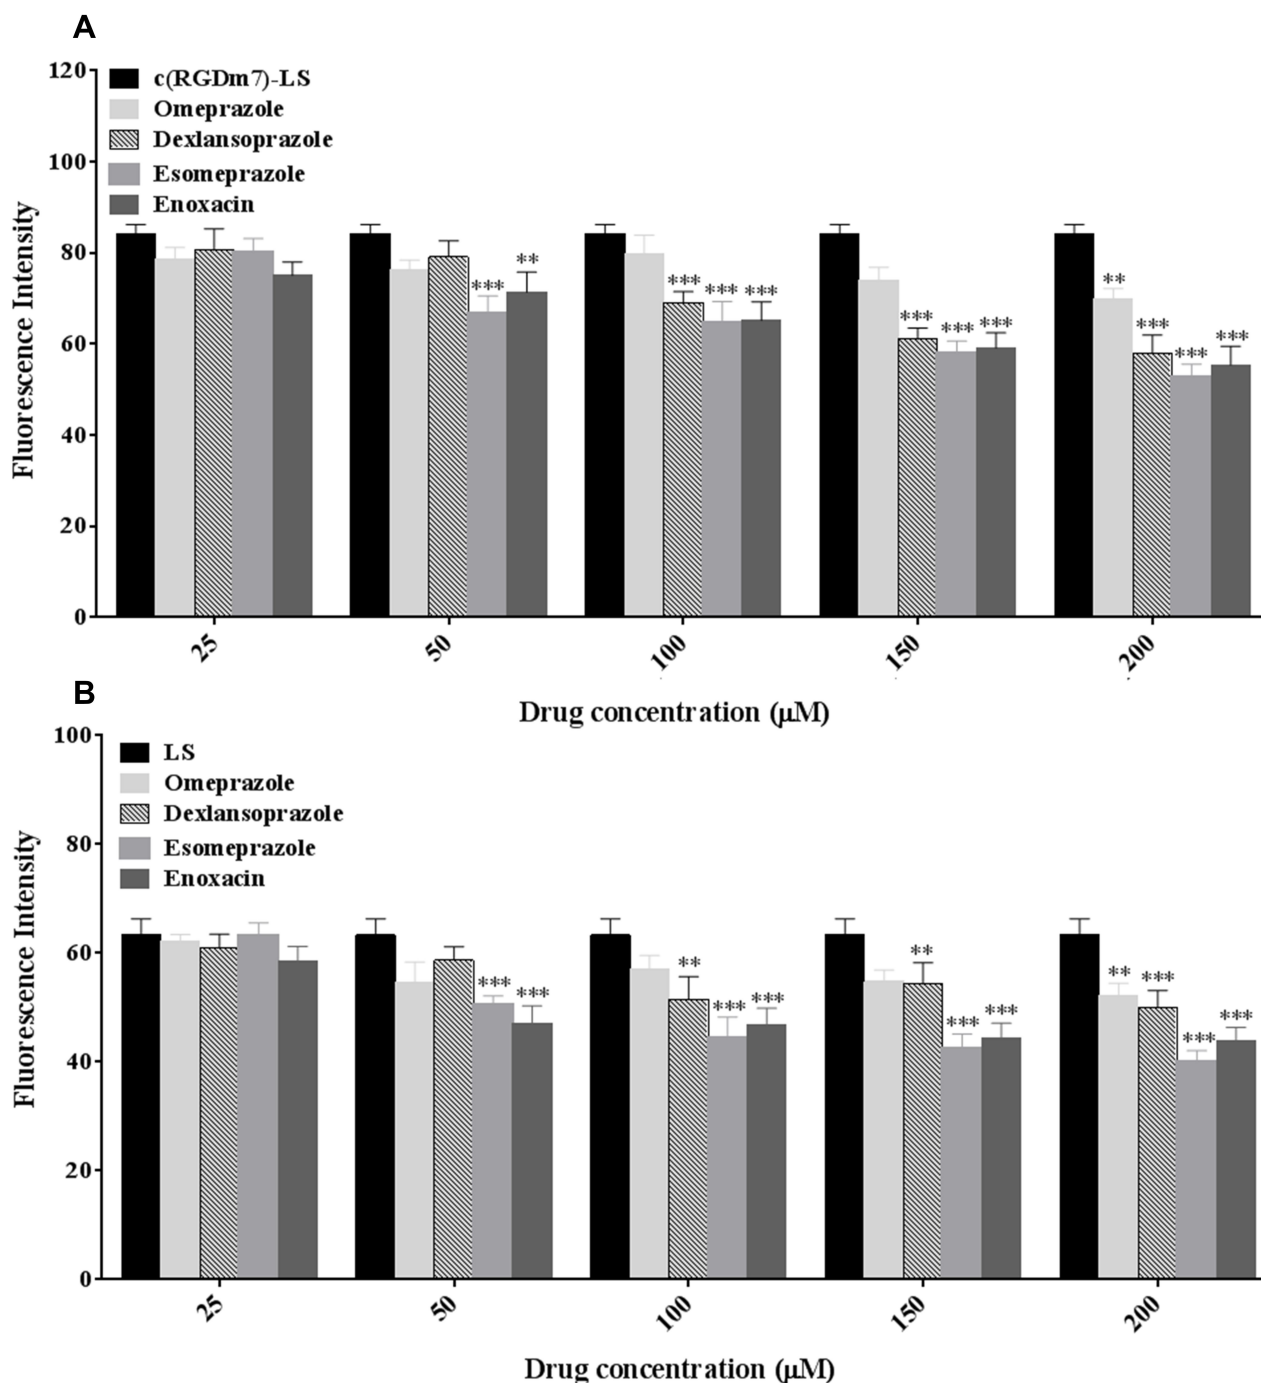 A
120
100
80
60
40
20
0
Fluorescence Intensity
c(RGDm7)-LS
Omeprazole
Dexlansoprazole
Esomeprazole
Enoxacin
*** **
*** *** ***
*** *** ***
** *** *** ***
25 50 100 150 200
Drug concentration (μM)
B
100
80
60
40
20
0
Fluorescence Intensity
LS
Omeprazole
Dexlansoprazole
Esomeprazole
Enoxacin
*** ***
** *** ***
** *** ***
** *** *** ***
25 50 100 150 200
Drug concentration (μM)